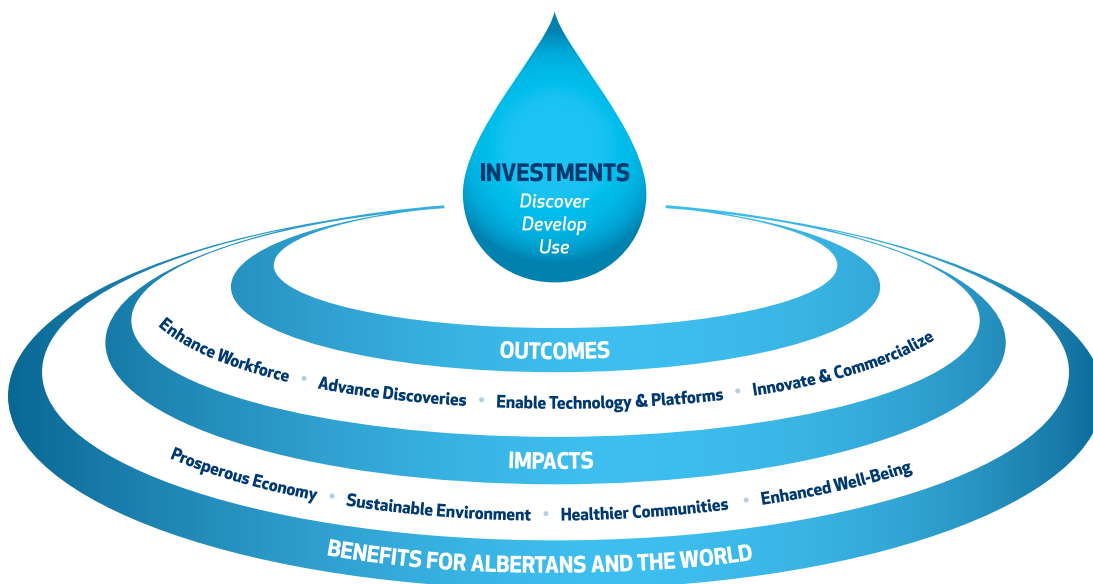 INVESTMENTS
Discover
Develop
Use
OUTCOMES
Enhance Workforce • Advance Discoveries • Enable Technology & Platforms • Innovate & Commercialize
IMPACTS
Prosperous Economy • Sustainable Environment • Healthier Communities • Enhanced Well-Being
BENEFITS FOR ALBERTANS AND THE WORLD